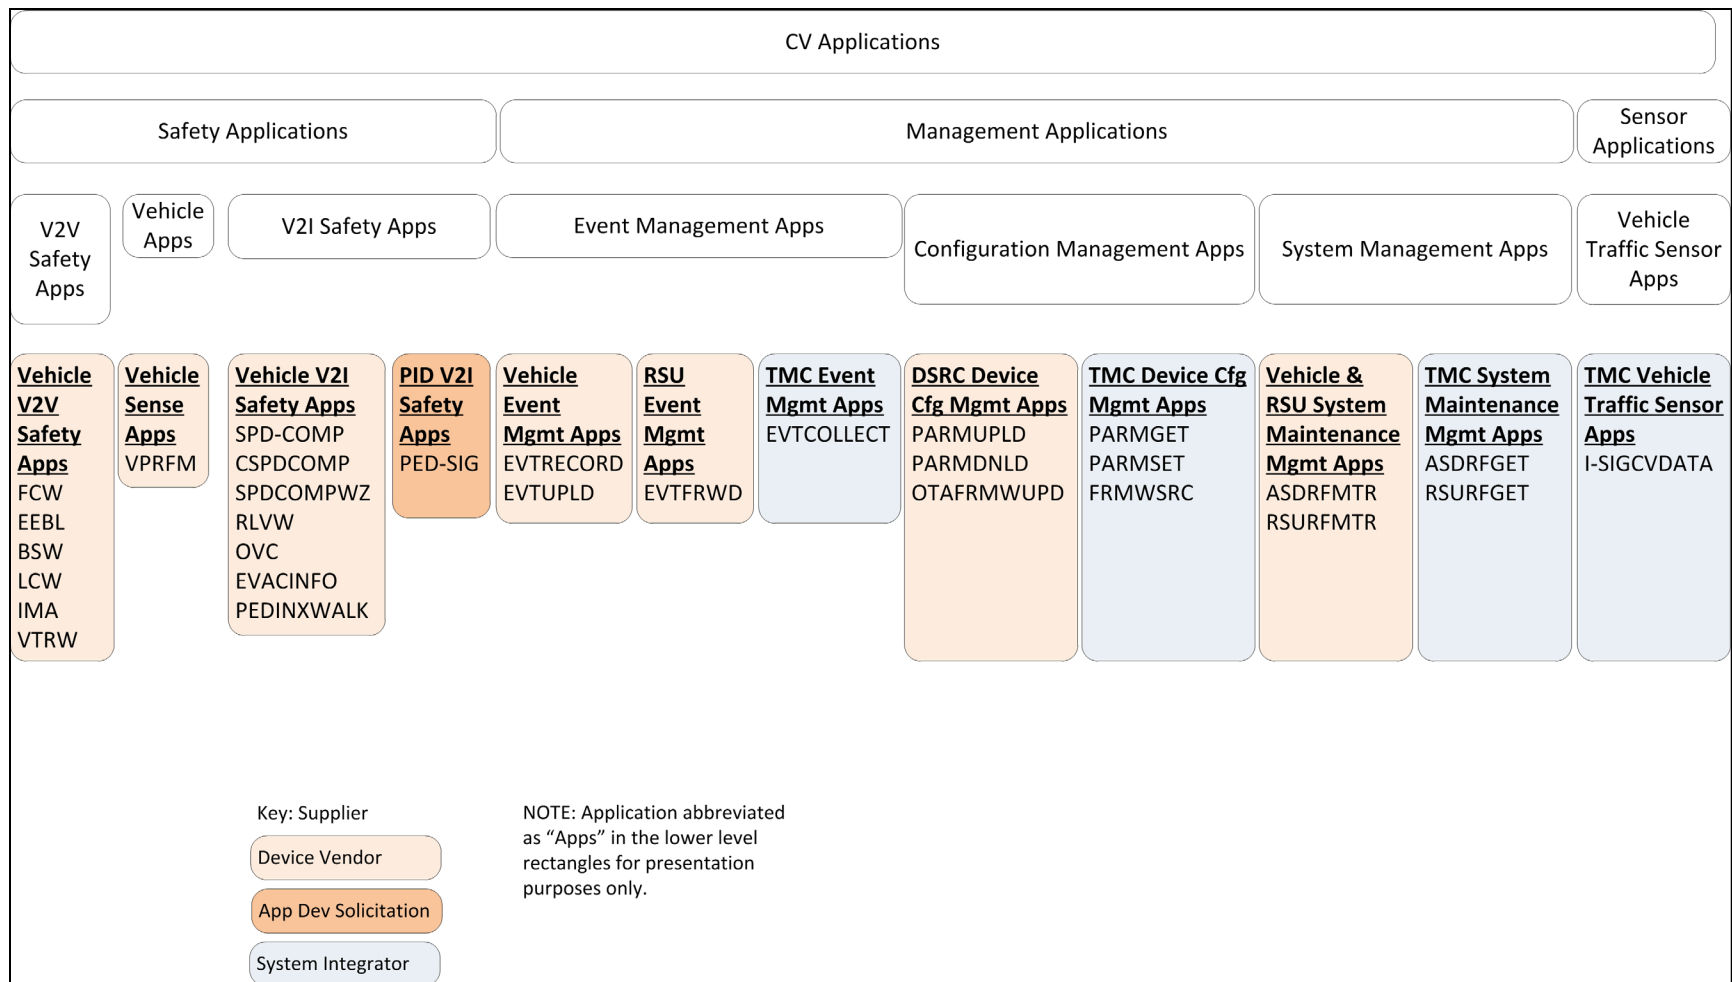 CV Applications
Safety Applications
Management Applications
Sensor
Applications
V2V
Safety
Apps
Vehicle
Apps
V2I Safety Apps
Event Management Apps
Configuration Management Apps
System Management Apps
Vehicle
Traffic Sensor
Apps
Vehicle
V2V
Safety
Apps
FCW
EEBL
BSW
LCW
IMA
VTRW
Vehicle
Sense
Apps
VPRFM
Vehicle V2I
Safety Apps
SPD-COMP
CSPDCOMP
SPDCOMPWZ
RLVW
OVC
EVACINFO
PEDINXWALK
PID V2I
Safety
Apps
PED-SIG
Vehicle
Event
Mgmt Apps
EVTRECORD
EVTUPLD
RSU
Event
Mgmt
Apps
EVTFRWD
TMC Event
Mgmt Apps
EVTCOLLECT
DSRC Device
Cfg Mgmt Apps
PARMUPLD
PARMDNLD
OTAFRMWUPD
TMC Device Cfg
Mgmt Apps
PARMGET
PARMSET
FRMWSRC
Vehicle &
RSU System
Maintenance
Mgmt Apps
ASDRFMTR
RSURFMTR
TMC System
Maintenance
Mgmt Apps
ASDRFGET
RSURFGET
TMC Vehicle
Traffic Sensor
Apps
I-SIGCVDATA
Key: Supplier
Device Vendor
App Dev Solicitation
System Integrator
NOTE: Application abbreviated
as “Apps” in the lower level
rectangles for presentation
purposes only.